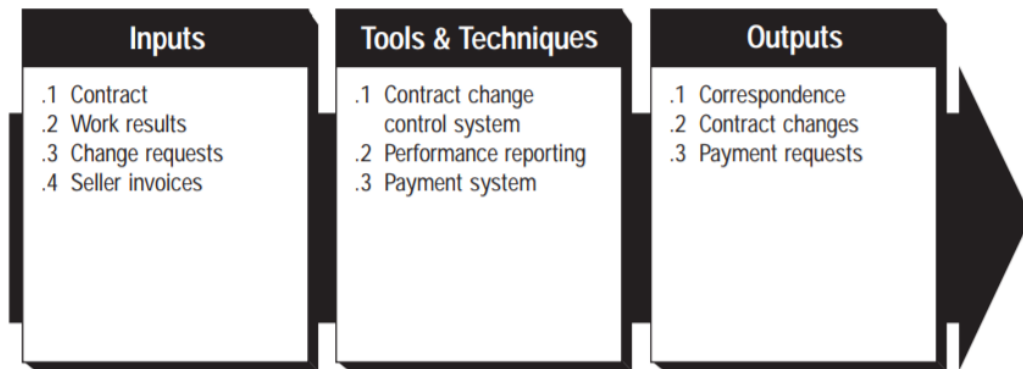 Inputs
.1 Contract
.2 Work results
.3 Change requests
.4 Seller invoices
Tools & Techniques
.1 Contract change
control system
.2 Performance reporting
.3 Payment system
Outputs
.1 Correspondence
.2 Contract changes
.3 Payment requests